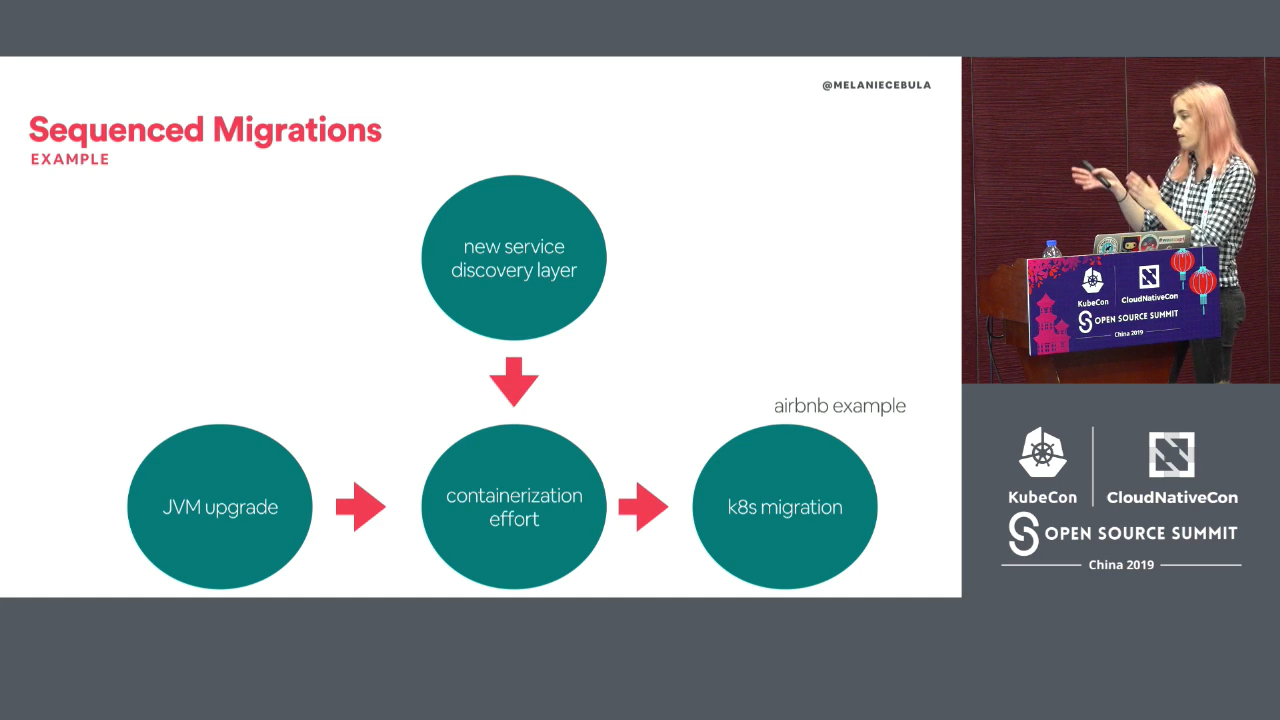 @MELANIECEBULA
Sequenced Migrations
EXAMPLE
new service
discovery layer
airbnb example
JVM upgrade
containerization
effort
k8s migration
KubeCon
CloudNativeCon
OPEN SOURCE SUMMIT
China 2019
KubeCon
CloudNativeCon
OPEN SOURCE SUMMIT
China 2019